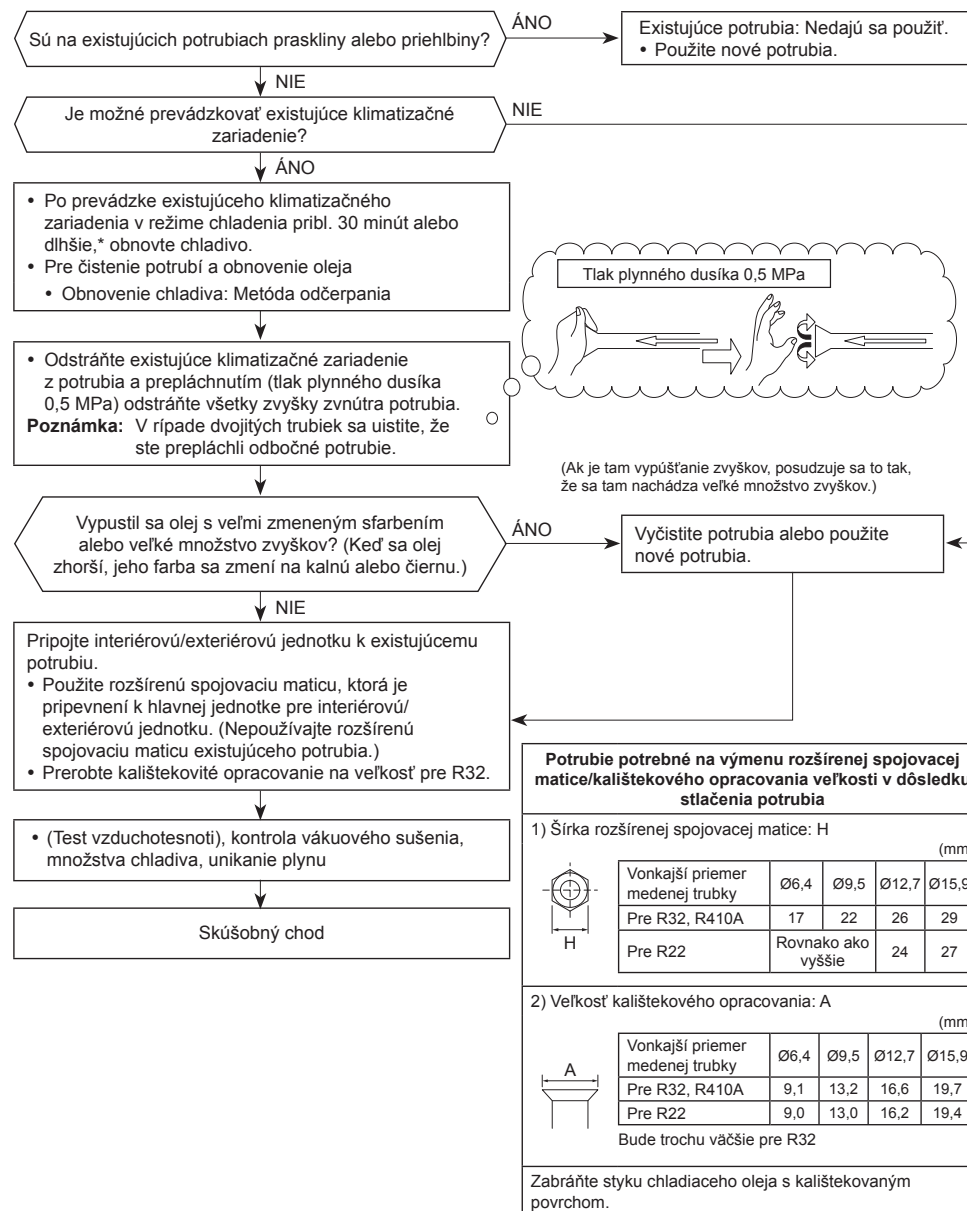 Sú na existujúcich potrubiach praskliny alebo priehlbiny?
ÁNO
Existujúce potrubia: Nedajú sa použiť.
• Použite nové potrubia.
NIE
Je možné prevádzkovať existujúce klimatizačné
zariadenie?
NIE
ÁNO
• Po prevádzke existujúceho klimatizačného
zariadenia v režime chladenia pribl. 30 minút alebo
dlhšie,* obnovte chladivo.
• Pre čistenie potrubí a obnovenie oleja
• Obnovenie chladiva: Metóda odčerpania
Tlak plynného dusíka 0,5 MPa
• Odstráňte existujúce klimatizačné zariadenie
z potrubia a prepláchnutím (tlak plynného dusíka
0,5 MPa) odstráňte všetky zvyšky zvnútra potrubia.
Poznámka: V rípade dvojitých trubiek sa uistite, že
ste prepláchli odbočné potrubie.
(Ak je tam vypúšťanie zvyškov, posudzuje sa to tak,
že sa tam nachádza veľké množstvo zvyškov.)
Vypustil sa olej s veľmi zmeneným sfarbením
alebo veľké množstvo zvyškov? (Keď sa olej
zhorší, jeho farba sa zmení na kalnú alebo čiernu.)
ÁNO
Vyčistite potrubia alebo použite
nové potrubia.
NIE
Pripojte interiérovú/exteriérovú jednotku k existujúcemu
potrubiu.
• Použite rozšírenú spojovaciu maticu, ktorá je
pripevnení k hlavnej jednotke pre interiérovú/
exteriérovú jednotku. (Nepoužívajte rozšírenú
spojovaciu maticu existujúceho potrubia.)
• Prerobte kalištekovité opracovanie na veľkosť pre R32.
• (Test vzduchotesnoti), kontrola vákuového sušenia,
množstva chladiva, unikanie plynu
Skúšobný chod
Potrubie potrebné na výmenu rozšírenej spojovacej
matice/kalištekového opracovania veľkosti v dôsledku
stlačenia potrubia
1) Šírka rozšírenej spojovacej matice: H
(mm
H
Vonkajší priemer
medenej trubky
Ø6,4 Ø9,5 Ø12,7 Ø15,9
Pre R32, R410A 17 22 26 29
Pre R22 Rovnako ako
vyššie 24 27
2) Veľkosť kalištekového opracovania: A
(mm
A
Vonkajší priemer
medenej trubky
Ø6,4 Ø9,5 Ø12,7 Ø15,9
Pre R32, R410A 9,1 13,2 16,6 19,7
Pre R22 9,0 13,0 16,2 19,4
Bude trochu väčšie pre R32
Zabráňte styku chladiaceho oleja s kalištekovaným
povrchom.